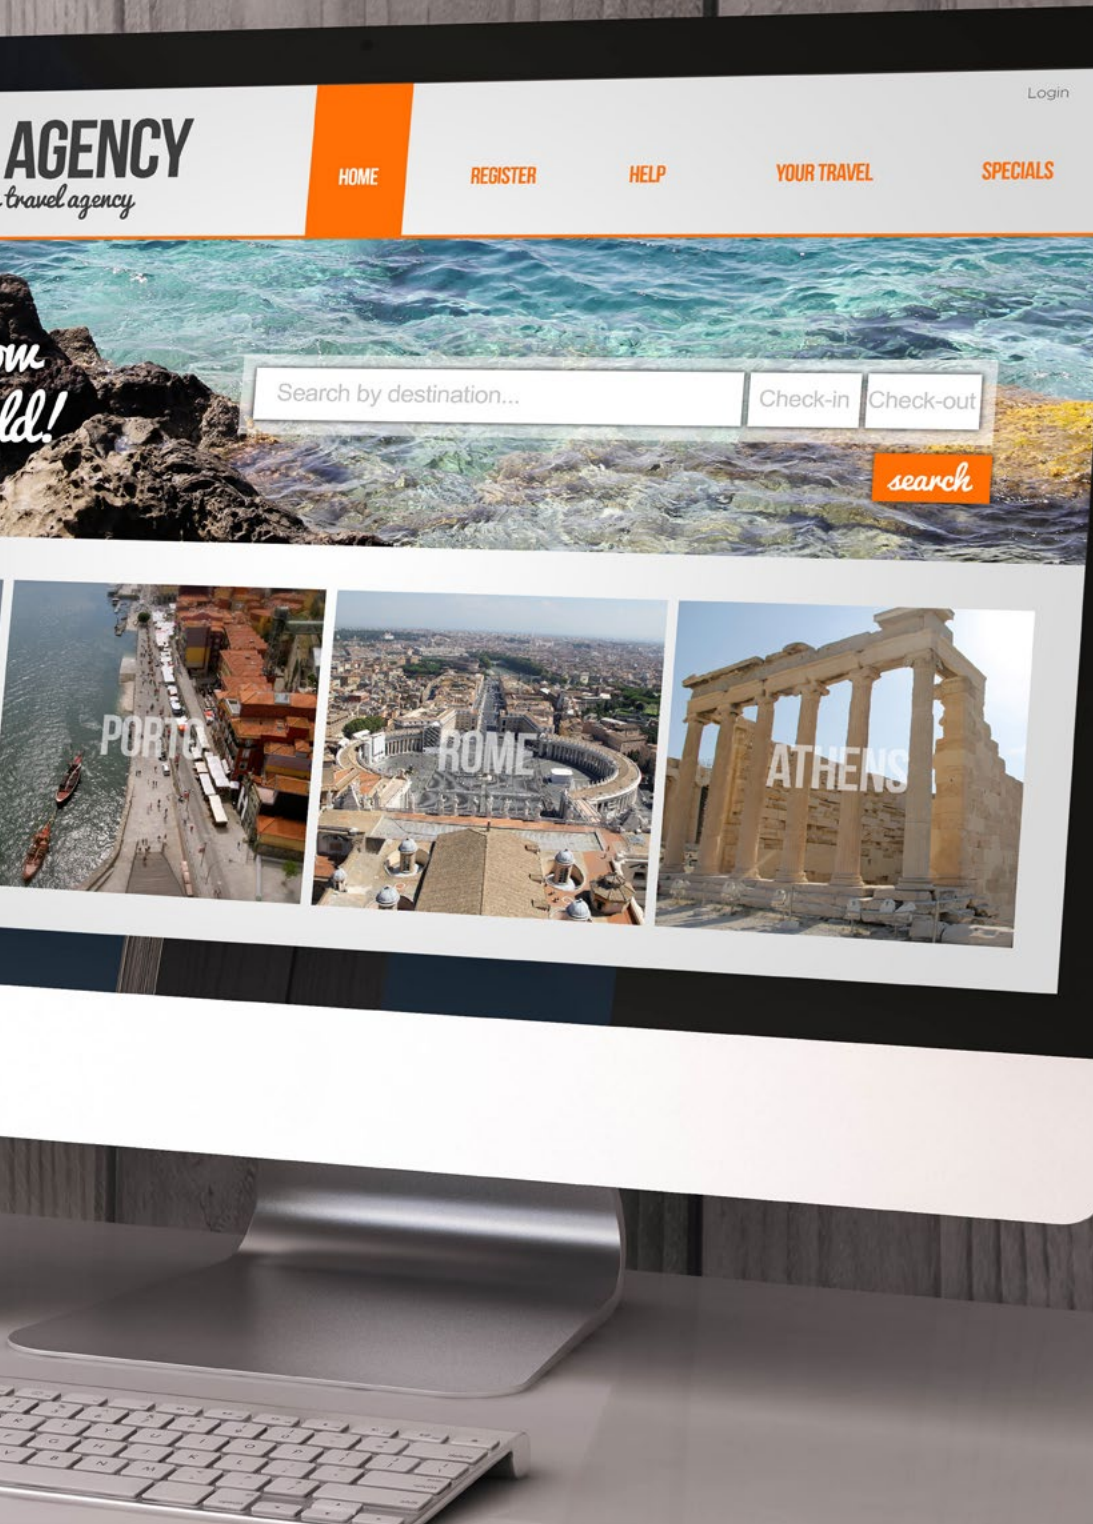 AGENCY
travel agency
Login
HOME
REGISTER
HELP
YOUR TRAVEL
SPECIALS
Search by destination...
Check-in
Check-out
search
PORTO
ROME
ATHENS